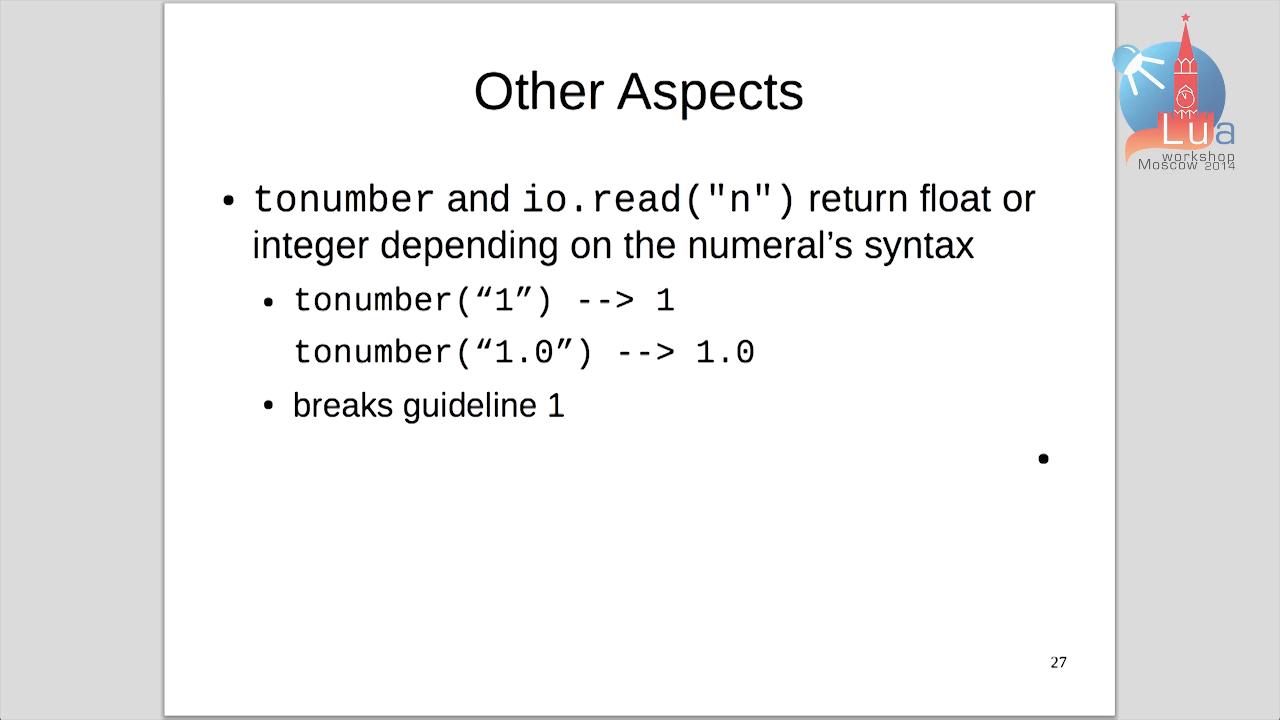 Other Aspects
• tonumber and io.read("n") return float or
integer depending on the numeral’s syntax
• tonumber(“1”) --> 1
tonumber(“1.0”) --> 1.0
• breaks guideline 1
•
27
Lua
workshop
Moscow 2014